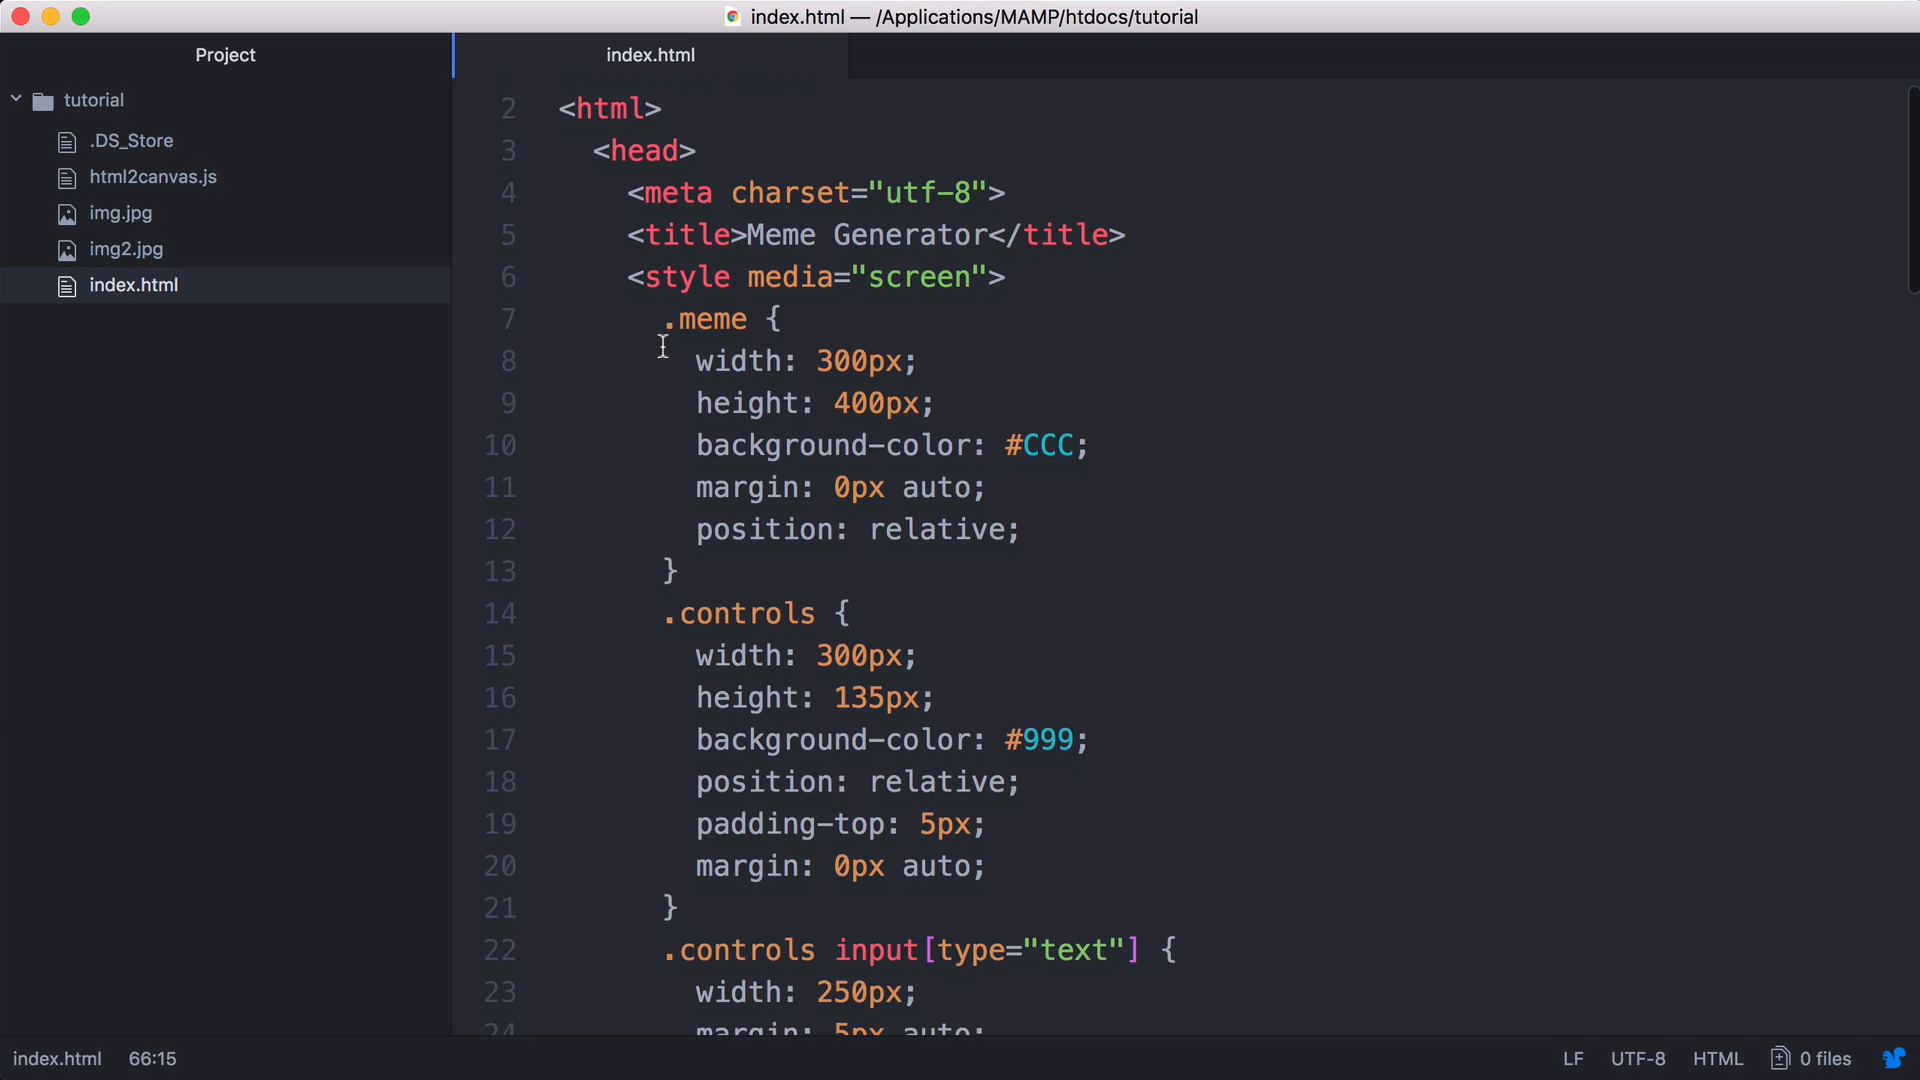 index.html — /Applications/MAMP/htdocs/tutorial
Project
tutorial
.DS_Store
html2canvas.js
img.jpg
img2.jpg
index.html
index.html
2 <html>
3 <head>
4 <meta charset="utf-8">
5 <title>Meme Generator</title>
6 <style media="screen">
7 .meme {
8 width: 300px;
9 height: 400px;
10 background-color: #CCC;
11 margin: 0px auto;
12 position: relative;
13 }
14 .controls {
15 width: 300px;
16 height: 135px;
17 background-color: #999;
18 position: relative;
19 padding-top: 5px;
20 margin: 0px auto;
21 }
22 .controls input[type="text"] {
23 width: 250px;
24 margin: 5px auto;
index.html 66:15
LF UTF-8 HTML 0 files